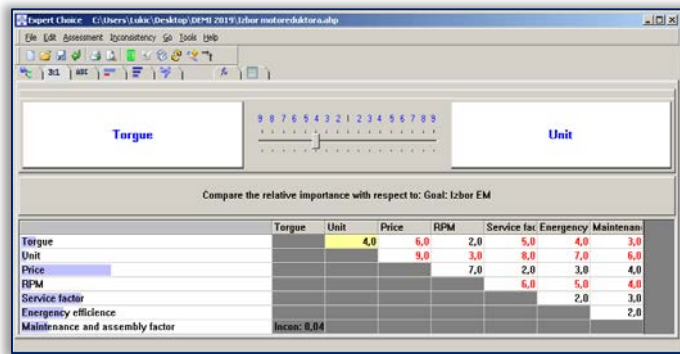 Expert Choice C:\Users\Lukic\Desktop\DEMI 2019\Izbor motoreduktora.ahp
File Edit Assessment Inconsistency Go Tools Help
3:1 ABC
9 8 7 6 5 4 3 2 1 2 3 4 5 6 7 8 9
Torgue Unit
Compare the relative importance with respect to: Goal: Izbor EM
Torgue Unit Price RPM Service fac Energency Maintenan
Torgue 4,0 6,0 2,0 5,0 4,0 3,0
Unit 9,0 3,0 8,0 7,0 6,0
Price 7,0 2,0 3,0 4,0
RPM 6,0 5,0 4,0
Service factor 2,0 3,0
Energency efficience 2,0
Maintenance and assembly factor Incon: 0,04